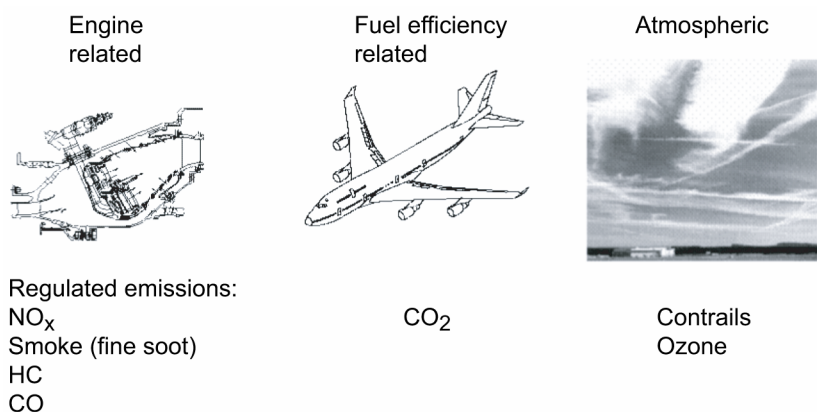 Engine
related
Fuel efficiency
related
Atmospheric
Regulated emissions:
NOx
Smoke (fine soot)
HC
CO
CO2
Contrails
Ozone